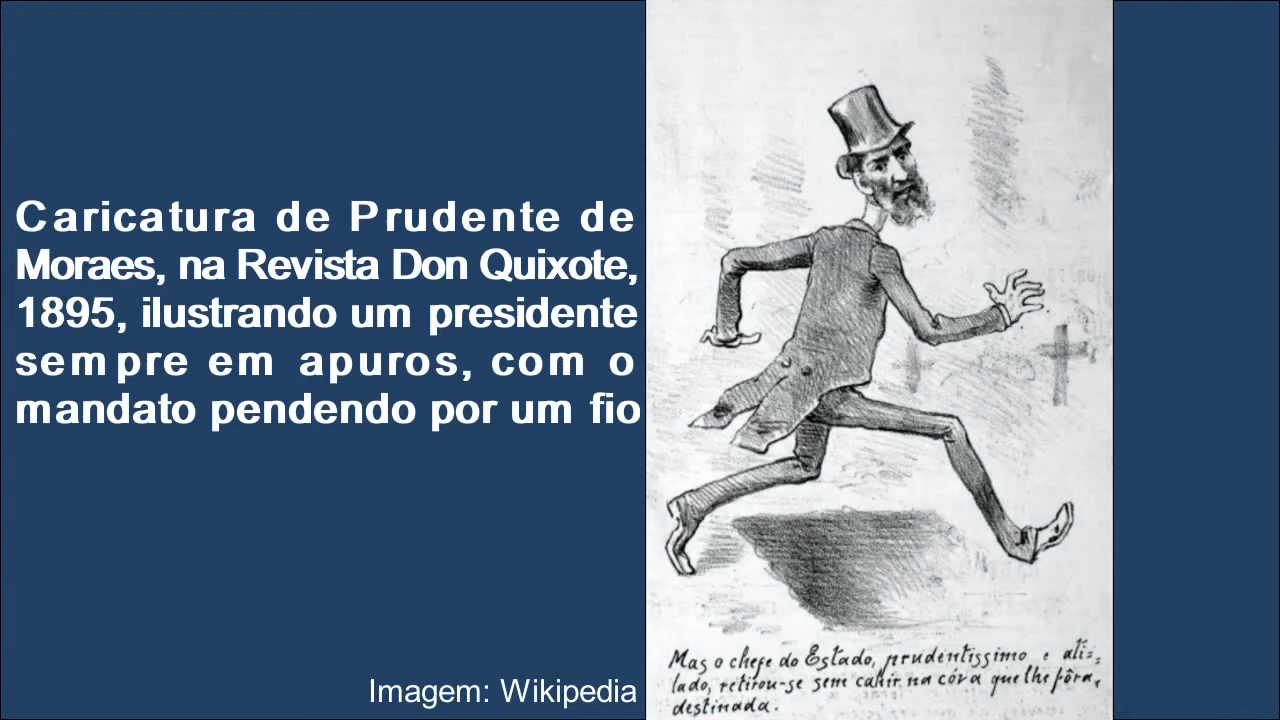 Caricatura de Prudente de
Moraes, na Revista Don Quixote,
1895, ilustrando um presidente
sempre em apuros, com o
mandato pendendo por um fio
Imagem: Wikipedia
Mas o chefe do Estado, prudentissimo e ati-
lado, retirou-se sem cahir na cóva que lhe fôra
destinada.